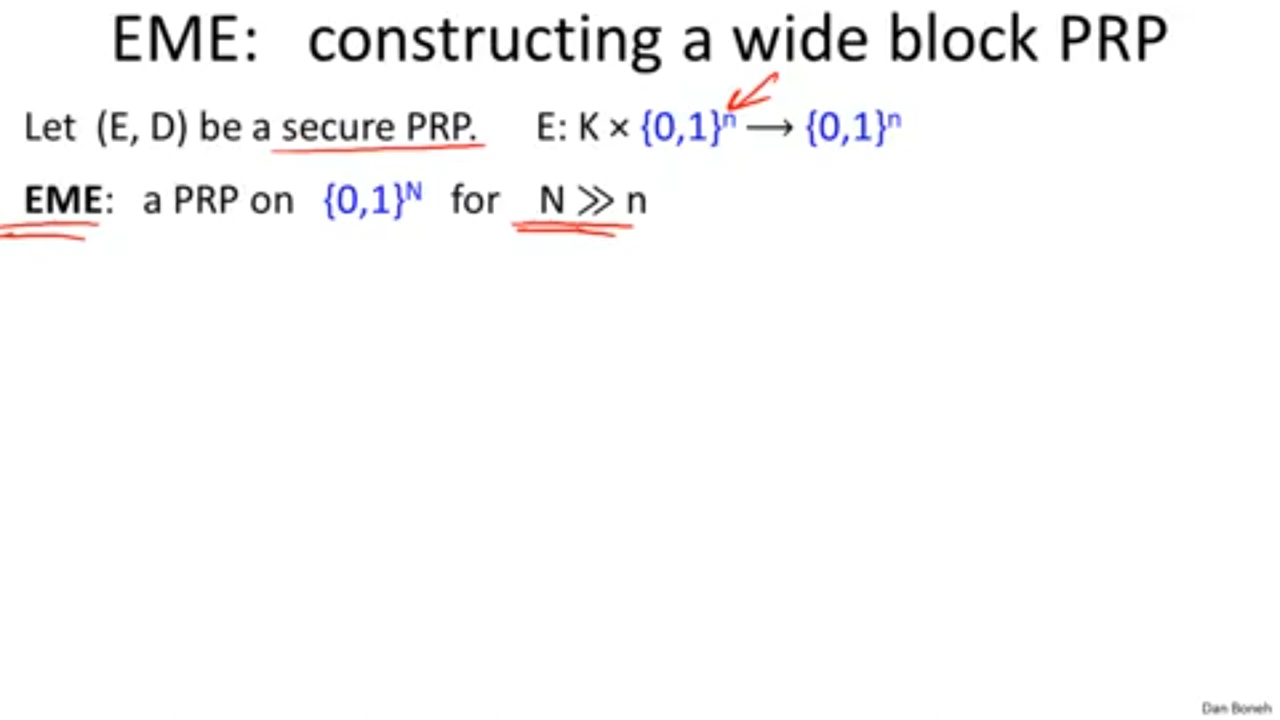 EME: constructing a wide block PRP
Let (E, D) be a secure PRP. E: K × {0,1}ⁿ ⟶ {0,1}ⁿ
EME: a PRP on {0,1}ᴺ for N ≫ n
Dan Boneh